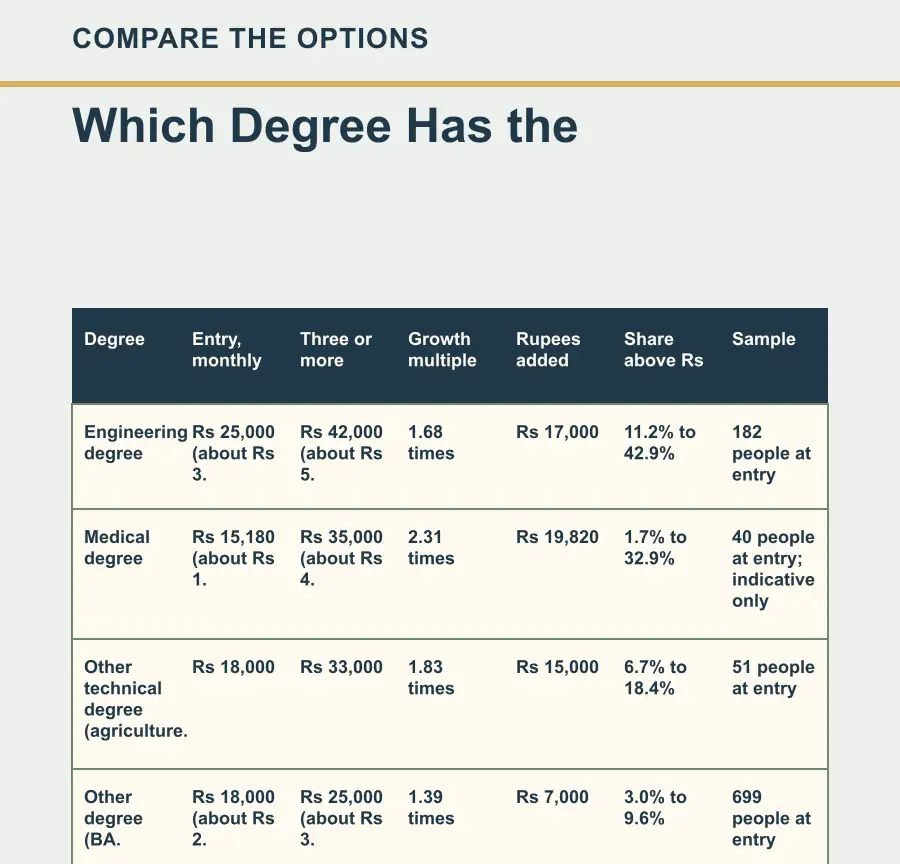 COMPARE THE OPTIONS
Which Degree Has the
Degree
Entry,
monthly
Three or
more
Growth
multiple
Rupees
added
Share
above Rs
Sample
Engineering
degree
Rs 25,000
(about Rs
3.
Rs 42,000
(about Rs
5.
1.68
times
Rs 17,000
11.2% to
42.9%
182
people at
entry
Medical
degree
Rs 15,180
(about Rs
1.
Rs 35,000
(about Rs
4.
2.31
times
Rs 19,820
1.7% to
32.9%
40 people
at entry;
indicative
only
Other
technical
degree
(agriculture.
Rs 18,000
Rs 33,000
1.83
times
Rs 15,000
6.7% to
18.4%
51 people
at entry
Other
degree
(BA.
Rs 18,000
(about Rs
2.
Rs 25,000
(about Rs
3.
1.39
times
Rs 7,000
3.0% to
9.6%
699
people at
entry